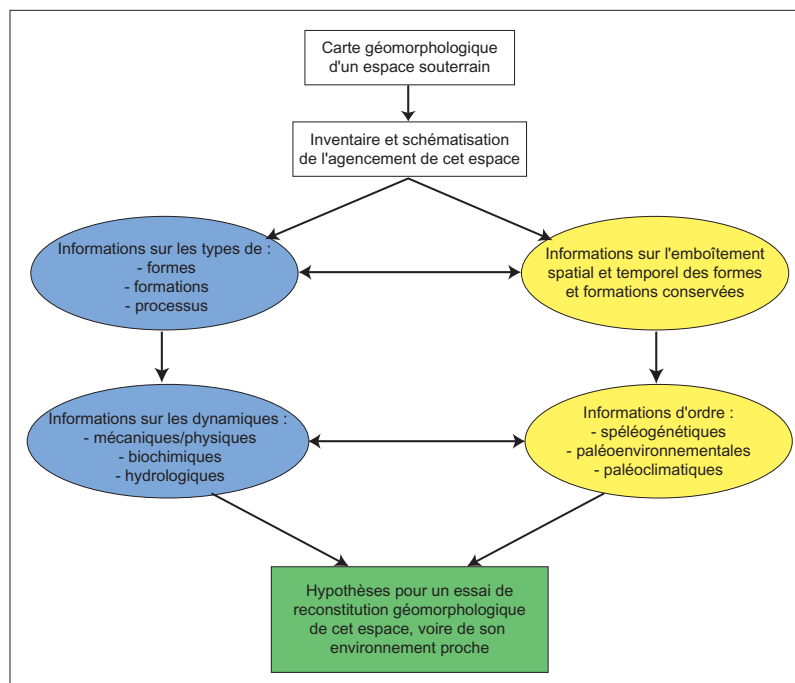 Carte géomorphologique
d'un espace souterrain
Inventaire et schématisation
de l'agencement de cet espace
Informations sur les types de :
- formes
- formations
- processus
Informations sur l'emboîtement
spatial et temporel des formes
et formations conservées
Informations sur les dynamiques :
- mécaniques/physiques
- biochimiques
- hydrologiques
Informations d'ordre :
- spéléogénétiques
- paléoenvironnementales
- paléoclimatiques
Hypothèses pour un essai de
reconstitution géomorphologique
de cet espace, voire de son
environnement proche